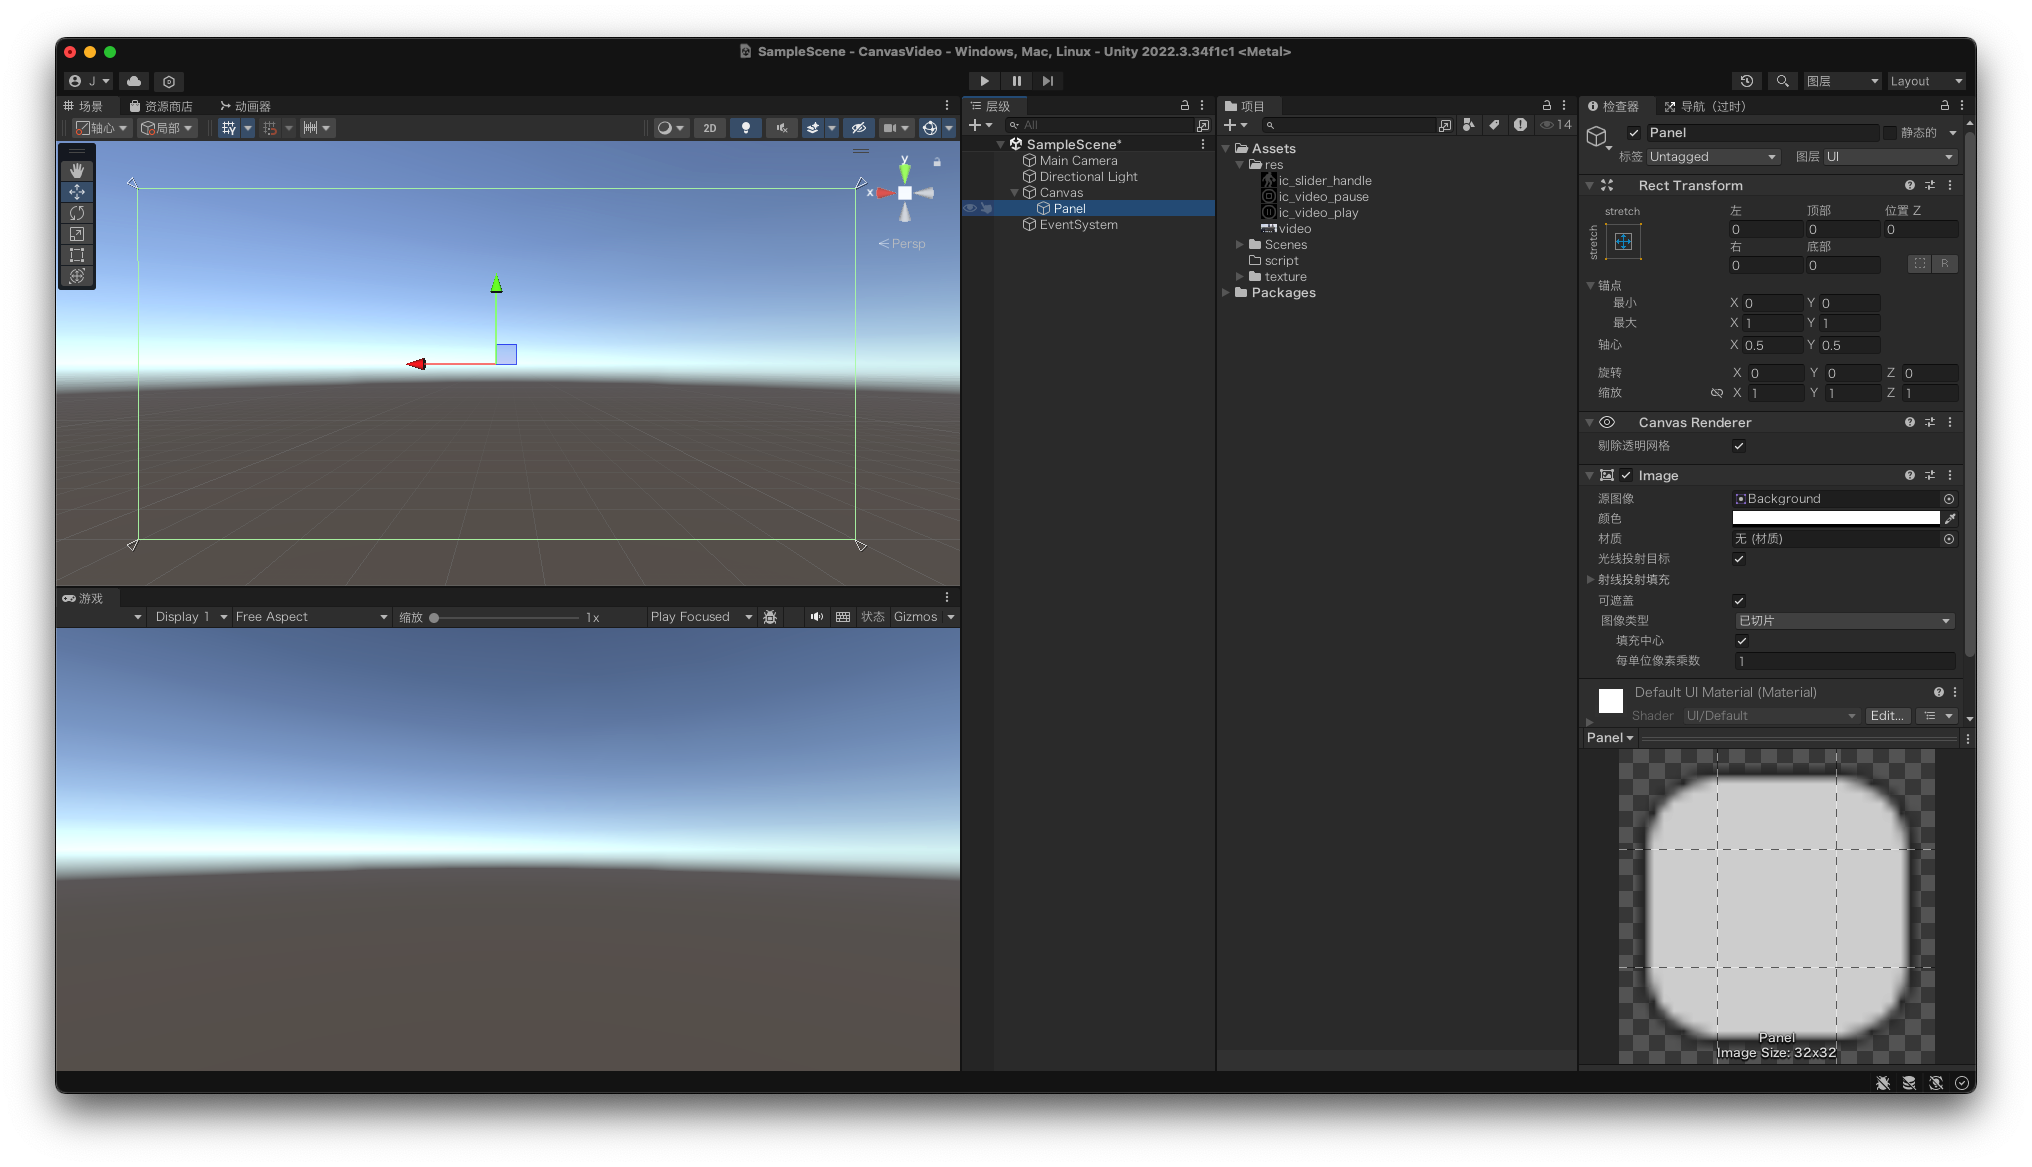 SampleScene - CanvasVideo - Windows, Mac, Linux - Unity 2022.3.34f1c1 <Metal>
J
图层
Layout
场景
资源商店
动画器
轴心
局部
2D
y
x
Persp
游戏
Display 1
Free Aspect
缩放
1x
Play Focused
状态
Gizmos
层级
All
SampleScene*
Main Camera
Directional Light
Canvas
Panel
EventSystem
项目
14
Assets
res
ic_slider_handle
ic_video_pause
ic_video_play
video
Scenes
script
texture
Packages
检查器
导航（过时）
Panel
静态的
标签 Untagged
图层 UI
Rect Transform
stretch
stretch
左 顶部 位置 Z
0 0 0
右 底部
0 0
R
锚点
最小 X 0 Y 0
最大 X 1 Y 1
轴心 X 0.5 Y 0.5
旋转 X 0 Y 0 Z 0
缩放 X 1 Y 1 Z 1
Canvas Renderer
剔除透明网格
Image
源图像 Background
颜色
材质 无 (材质)
光线投射目标
射线投射填充
可遮盖
图像类型 已切片
填充中心
每单位像素乘数 1
Default UI Material (Material)
Shader UI/Default Edit...
Panel
Panel
Image Size: 32x32